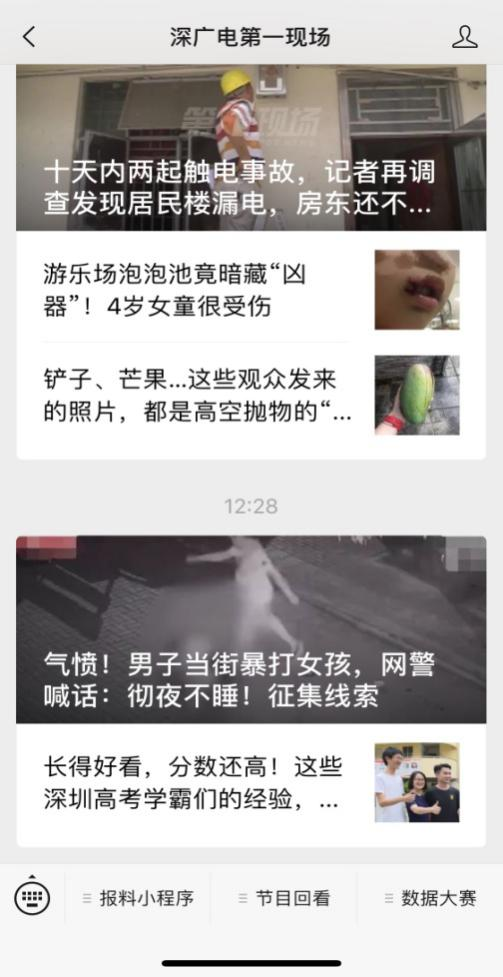 深广电第一现场
第一现场
十天内两起触电事故，记者再调
查发现居民楼漏电，房东还不...
游乐场泡泡池竟暗藏“凶
器”！4岁女童很受伤
铲子、芒果...这些观众发来
的照片，都是高空抛物的“...
12:28
气愤！男子当街暴打女孩，网警
喊话：彻夜不睡！征集线索
长得好看，分数还高！这些
深圳高考学霸们的经验，...
报料小程序
节目回看
数据大赛